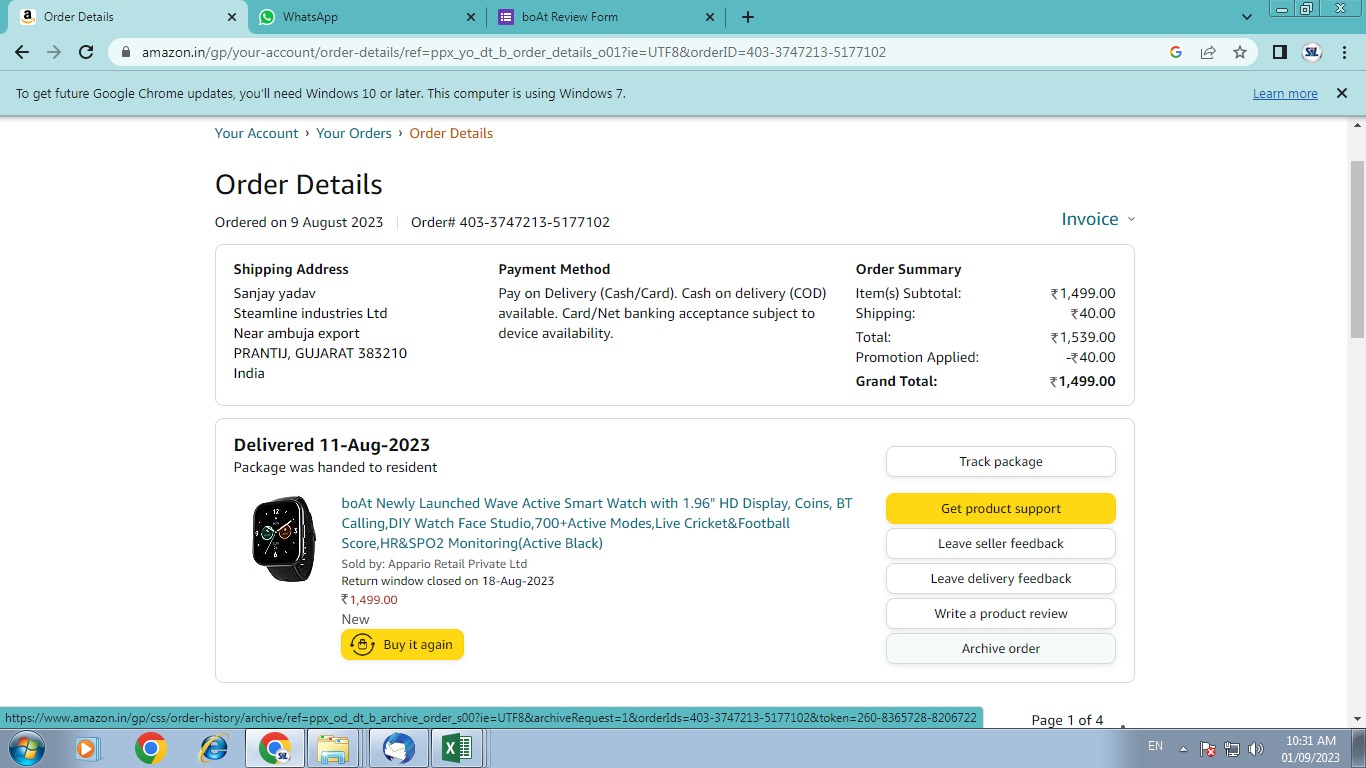 Order Details
WhatsApp
boAt Review Form
amazon.in/gp/your-account/order-details/ref=ppx_yo_dt_b_order_details_o01?ie=UTF8&orderID=403-3747213-5177102
To get future Google Chrome updates, you'll need Windows 10 or later. This computer is using Windows 7.
Learn more
Your Account › Your Orders › Order Details
Order Details
Ordered on 9 August 2023 | Order# 403-3747213-5177102
Invoice
Shipping Address
Sanjay yadav
Steamline industries Ltd
Near ambuja export
PRANTIJ, GUJARAT 383210
India
Payment Method
Pay on Delivery (Cash/Card). Cash on delivery (COD)
available. Card/Net banking acceptance subject to
device availability.
Order Summary
Item(s) Subtotal: ₹1,499.00
Shipping: ₹40.00
Total: ₹1,539.00
Promotion Applied: -₹40.00
Grand Total: ₹1,499.00
Delivered 11-Aug-2023
Package was handed to resident
boAt Newly Launched Wave Active Smart Watch with 1.96" HD Display, Coins, BT
Calling,DIY Watch Face Studio,700+Active Modes,Live Cricket&Football
Score,HR&SPO2 Monitoring(Active Black)
Sold by: Appario Retail Private Ltd
Return window closed on 18-Aug-2023
₹1,499.00
New
Buy it again
Track package
Get product support
Leave seller feedback
Leave delivery feedback
Write a product review
Archive order
https://www.amazon.in/gp/css/order-history/archive/ref=ppx_od_dt_b_archive_order_s00?ie=UTF8&archiveRequest=1&orderIds=403-3747213-5177102&token=260-8365728-8206722
Page 1 of 4
EN
10:31 AM
01/09/2023